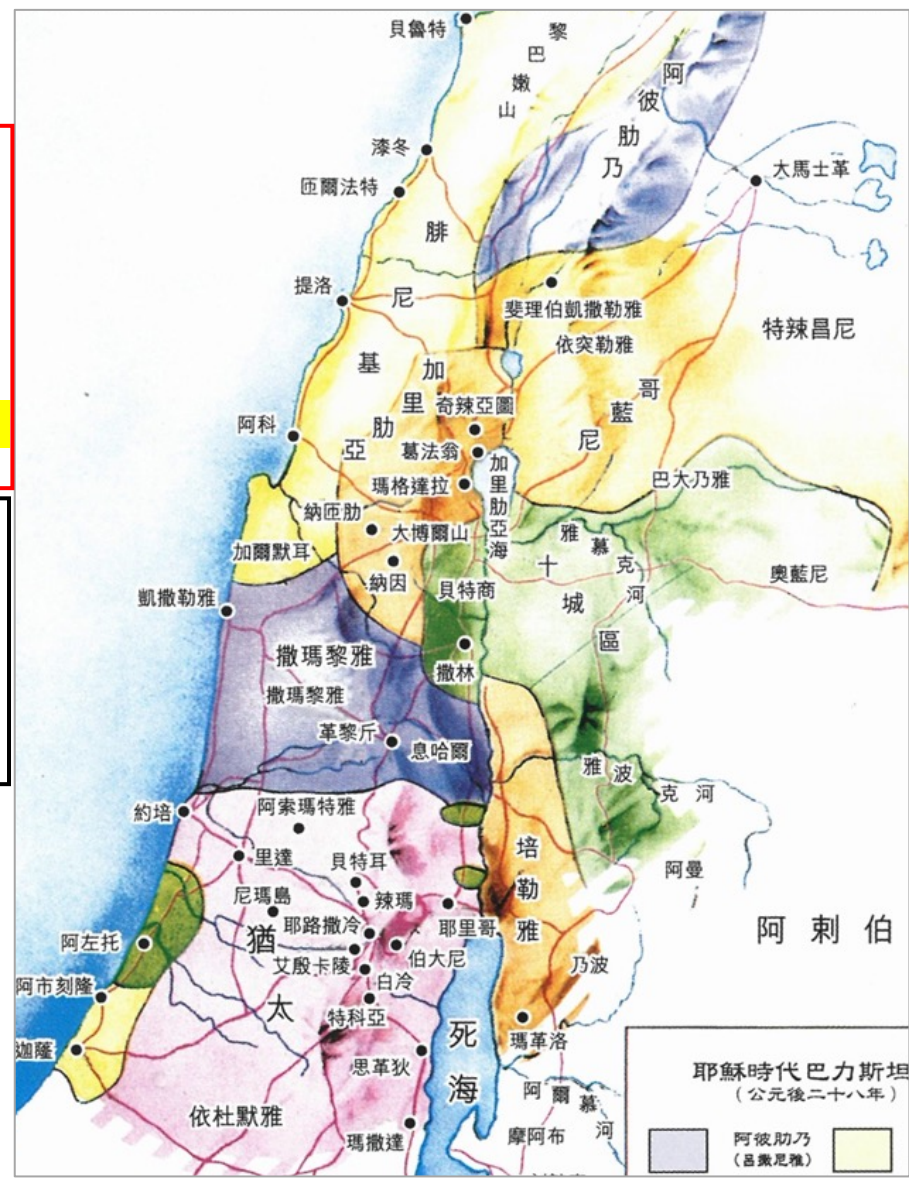 貝魯特
黎巴嫩山
阿彼肋乃
漆冬
大馬士革
匝爾法特
腓尼基
提洛
斐理伯凱撒勒雅
特辣昌尼
依突勒雅
加里肋亞
哥藍尼
奇辣亞圖
阿科
葛法翁
加里肋亞海
巴大乃雅
瑪格達拉
納匝肋
大博爾山
雅慕克河
加爾默耳
納因
貝特商
十城區
奧藍尼
凱撒勒雅
撒瑪黎雅
撒林
撒瑪黎雅
革黎斤
息哈爾
雅波克河
約培
阿索瑪特雅
里達
貝特耳
培勒雅
阿曼
尼瑪島
辣瑪
耶路撒冷
耶里哥
猶太
阿剌伯
阿左托
艾殷卡陵
伯大尼
乃波
白冷
阿市刻隆
特科亞
死海
瑪革洛
迦薩
思革狄
阿爾慕河
依杜默雅
瑪撒達
摩阿布
耶穌時代巴力斯坦
(公元後二十八年)
阿彼肋乃
(呂撒尼雅)